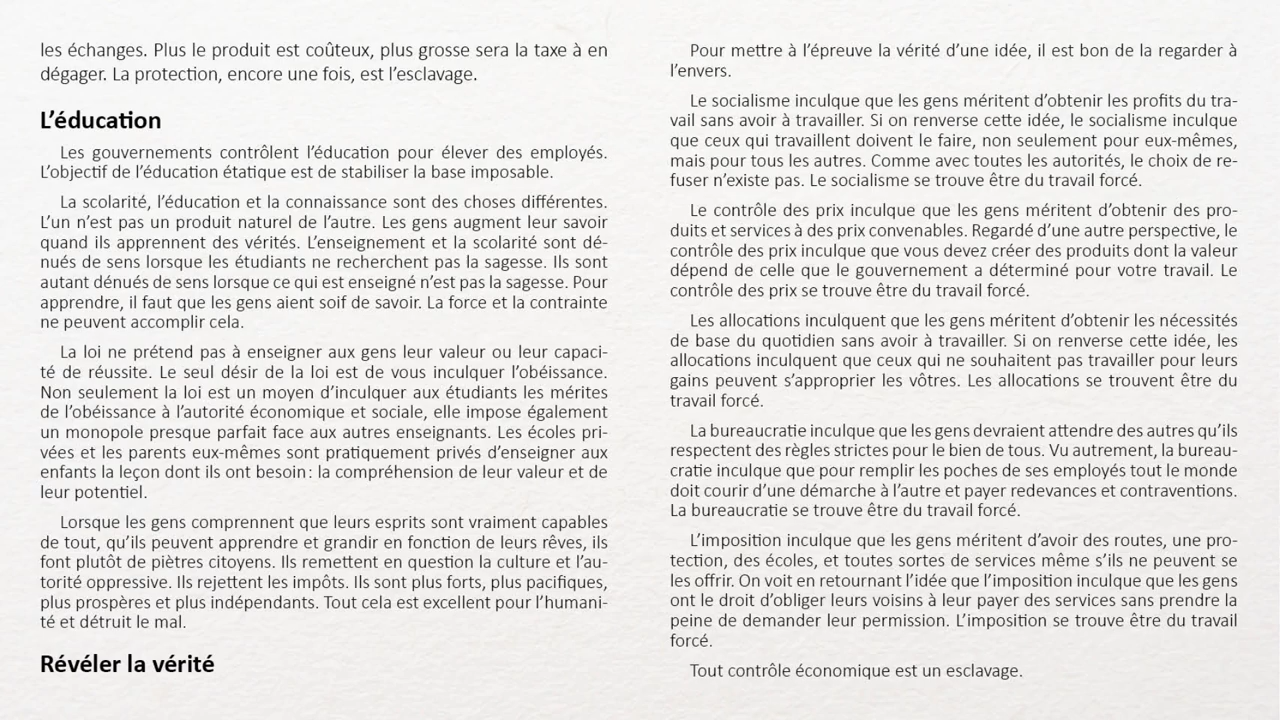 les échanges. Plus le produit est coûteux, plus grosse sera la taxe à en
dégager. La protection, encore une fois, est l’esclavage.
L’éducation
Les gouvernements contrôlent l’éducation pour élever des employés.
L’objectif de l’éducation étatique est de stabiliser la base imposable.
La scolarité, l’éducation et la connaissance sont des choses différentes.
L’un n’est pas un produit naturel de l’autre. Les gens augment leur savoir
quand ils apprennent des vérités. L’enseignement et la scolarité sont dé-
nués de sens lorsque les étudiants ne recherchent pas la sagesse. Ils sont
autant dénués de sens lorsque ce qui est enseigné n’est pas la sagesse. Pour
apprendre, il faut que les gens aient soif de savoir. La force et la contrainte
ne peuvent accomplir cela.
La loi ne prétend pas à enseigner aux gens leur valeur ou leur capaci-
té de réussite. Le seul désir de la loi est de vous inculquer l’obéissance.
Non seulement la loi est un moyen d’inculquer aux étudiants les mérites
de l’obéissance à l’autorité économique et sociale, elle impose également
un monopole presque parfait face aux autres enseignants. Les écoles pri-
vées et les parents eux-mêmes sont pratiquement privés d’enseigner aux
enfants la leçon dont ils ont besoin : la compréhension de leur valeur et de
leur potentiel.
Lorsque les gens comprennent que leurs esprits sont vraiment capables
de tout, qu’ils peuvent apprendre et grandir en fonction de leurs rêves, ils
font plutôt de piètres citoyens. Ils remettent en question la culture et l’au-
torité oppressive. Ils rejettent les impôts. Ils sont plus forts, plus pacifiques,
plus prospères et plus indépendants. Tout cela est excellent pour l’humani-
té et détruit le mal.
Révéler la vérité
Pour mettre à l’épreuve la vérité d’une idée, il est bon de la regarder à
l’envers.
Le socialisme inculque que les gens méritent d’obtenir les profits du tra-
vail sans avoir à travailler. Si on renverse cette idée, le socialisme inculque
que ceux qui travaillent doivent le faire, non seulement pour eux-mêmes,
mais pour tous les autres. Comme avec toutes les autorités, le choix de re-
fuser n’existe pas. Le socialisme se trouve être du travail forcé.
Le contrôle des prix inculque que les gens méritent d’obtenir des pro-
duits et services à des prix convenables. Regardé d’une autre perspective, le
contrôle des prix inculque que vous devez créer des produits dont la valeur
dépend de celle que le gouvernement a déterminé pour votre travail. Le
contrôle des prix se trouve être du travail forcé.
Les allocations inculquent que les gens méritent d’obtenir les nécessités
de base du quotidien sans avoir à travailler. Si on renverse cette idée, les
allocations inculquent que ceux qui ne souhaitent pas travailler pour leurs
gains peuvent s’approprier les vôtres. Les allocations se trouvent être du
travail forcé.
La bureaucratie inculque que les gens devraient attendre des autres qu’ils
respectent des règles strictes pour le bien de tous. Vu autrement, la bureau-
cratie inculque que pour remplir les poches de ses employés tout le monde
doit courir d’une démarche à l’autre et payer redevances et contraventions.
La bureaucratie se trouve être du travail forcé.
L’imposition inculque que les gens méritent d’avoir des routes, une pro-
tection, des écoles, et toutes sortes de services même s’ils ne peuvent se
les offrir. On voit en retournant l’idée que l’imposition inculque que les gens
ont le droit d’obliger leurs voisins à leur payer des services sans prendre la
peine de demander leur permission. L’imposition se trouve être du travail
forcé.
Tout contrôle économique est un esclavage.